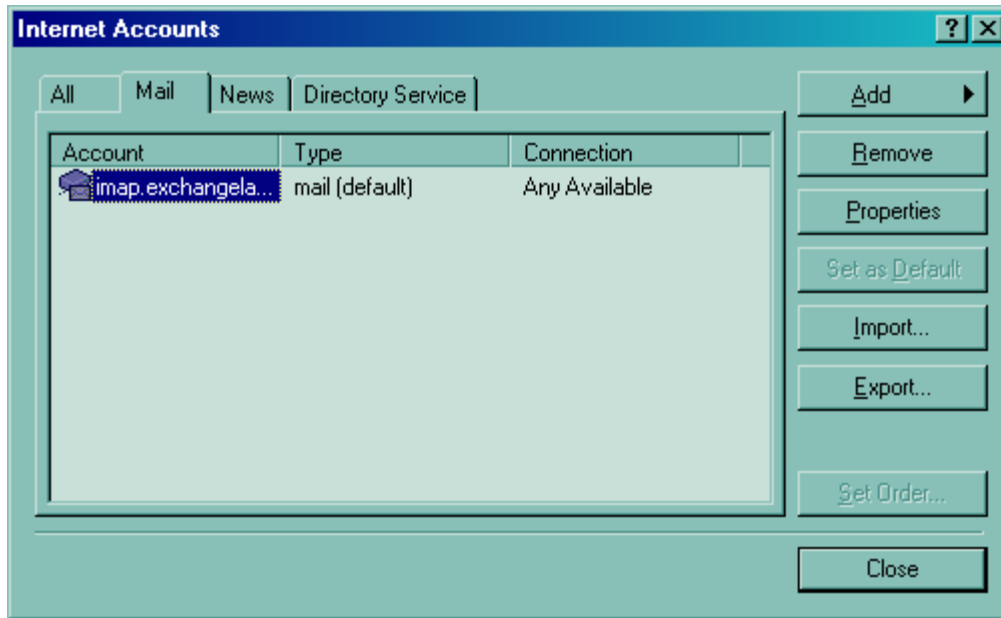 Internet Accounts
All Mail News Directory Service
Add
Account Type Connection
Remove
imap.exchangela... mail (default) Any Available
Properties
Set as Default
Import...
Export...
Set Order...
Close